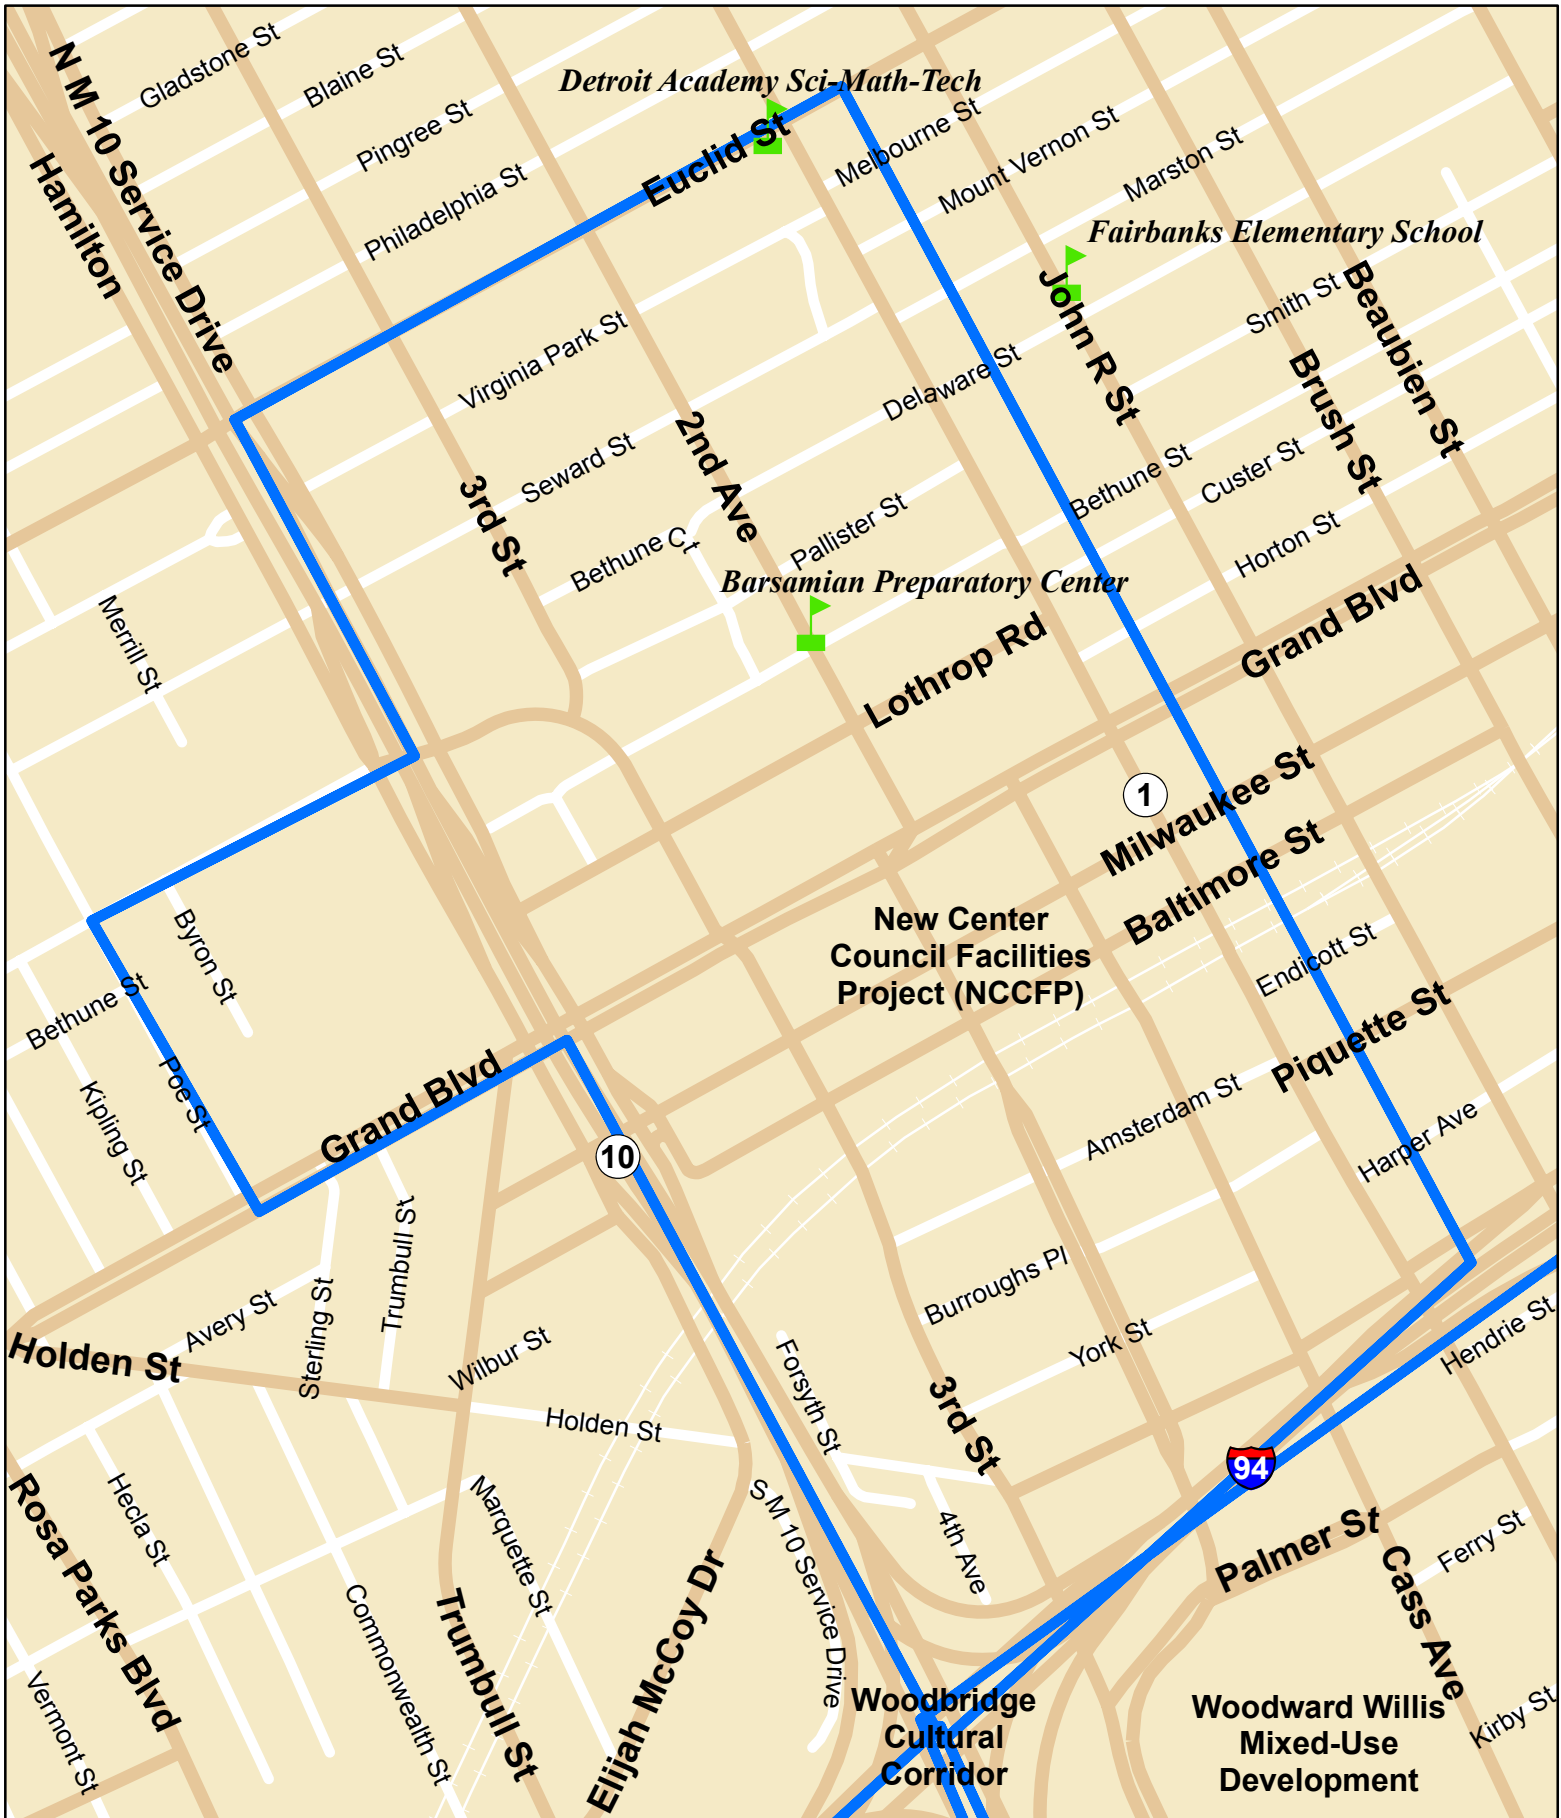 Gladstone St
N M 10 Service Drive
Blaine St
Detroit Academy Sci-Math-Tech
Pingree St
Euclid St
Melbourne St
Mount Vernon St
Marston St
Hamilton
Philadelphia St
Fairbanks Elementary School
John R St
Beaubien St
Smith St
Virginia Park St
Delaware St
Brush St
2nd Ave
3rd St
Seward St
Bethune St
Custer St
Pallister St
Bethune Ct
Horton St
Barsamian Preparatory Center
Merrill St
Lothrop Rd
Grand Blvd
1
Milwaukee St
Baltimore St
New Center
Council Facilities
Project (NCCFP)
Byron St
Endicott St
Bethune St
Piquette St
Poe St
Kipling St
Grand Blvd
10
Amsterdam St
Harper Ave
Trumbull St
Burroughs Pl
Avery St
Sterling St
Holden St
Wilbur St
Forsyth St
York St
Hendrie St
3rd St
Holden St
94
Rosa Parks Blvd
Hecla St
Marquette St
S M 10 Service Drive
4th Ave
Palmer St
Ferry St
Cass Ave
Commonwealth St
Trumbull St
Elijah McCoy Dr
Vermont St
Woodbridge
Cultural
Corridor
Woodward Willis
Mixed-Use
Development
Kirby St